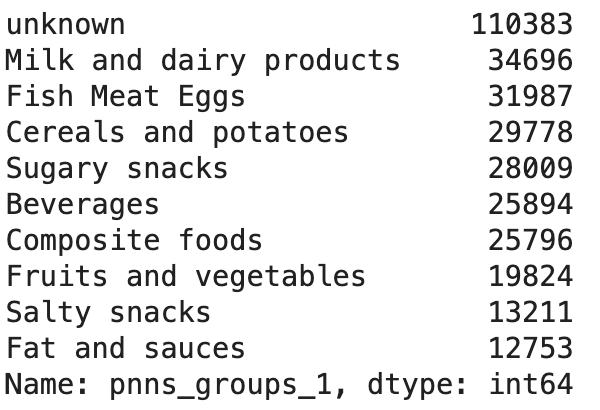 unknown 110383
Milk and dairy products 34696
Fish Meat Eggs 31987
Cereals and potatoes 29778
Sugary snacks 28009
Beverages 25894
Composite foods 25796
Fruits and vegetables 19824
Salty snacks 13211
Fat and sauces 12753
Name: pnns_groups_1, dtype: int64